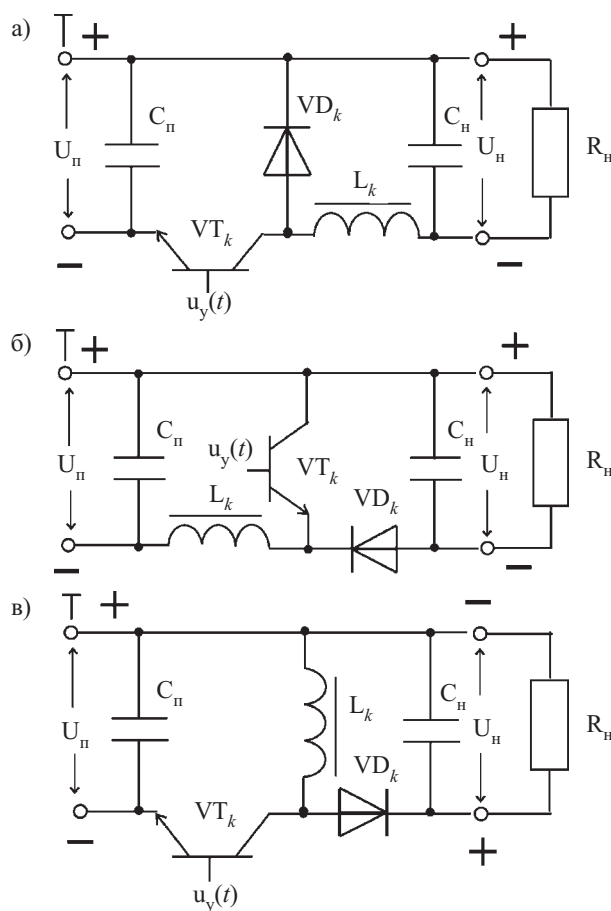 а)
+
+
Cп
VDk
Cн
Uп
Uн
Rн
Lk
VTk
−
−
uу(t)
б)
+
+
Cп
uу(t)
Cн
Uп
VTk
Uн
Rн
Lk
VDk
−
−
в)
+
−
Cп
Cн
Lk
Uп
Uн
Rн
VDk
VTk
−
+
uу(t)